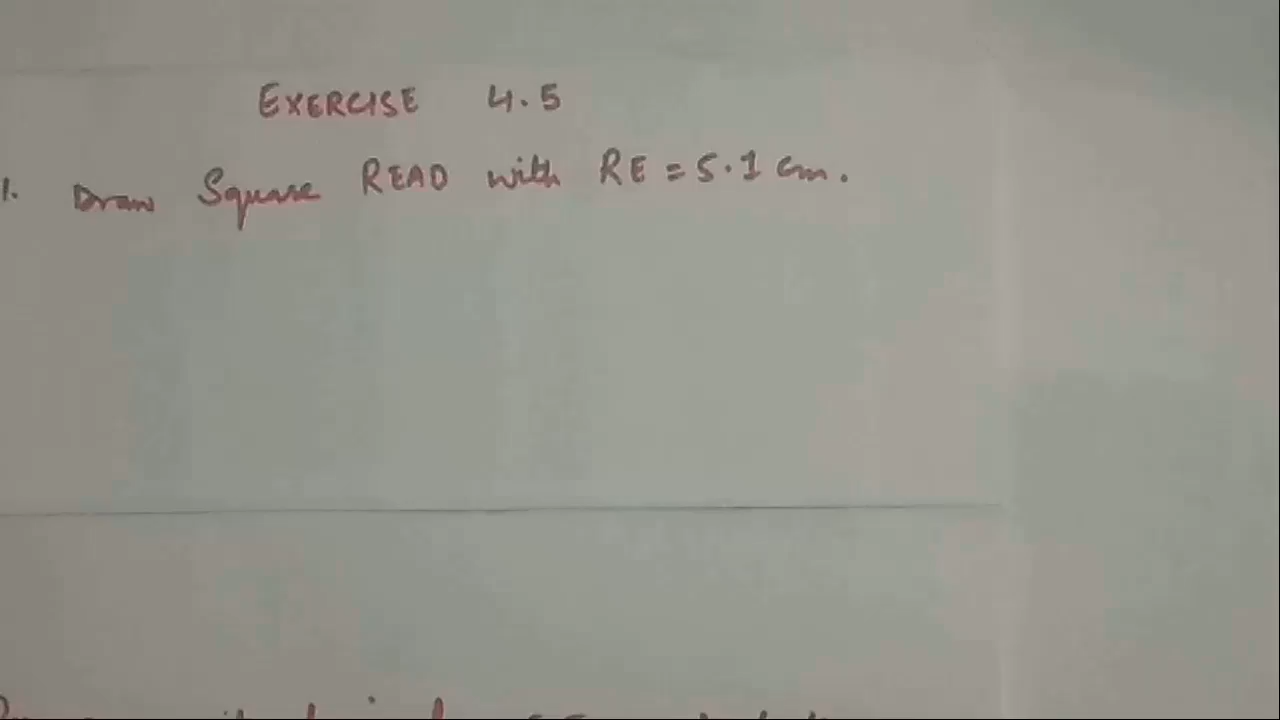 EXERCISE 4.5
1. Draw Square READ with RE = 5.1 cm.